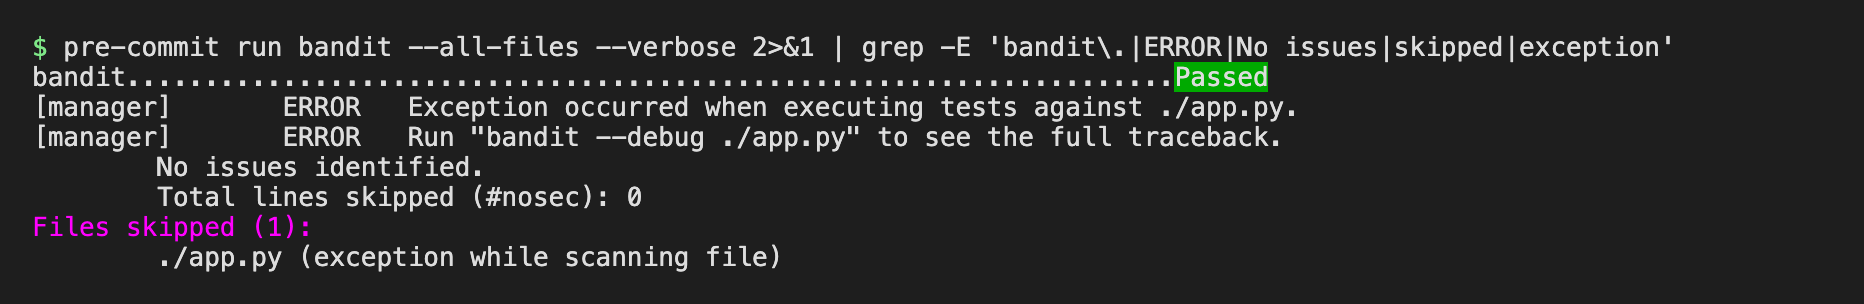 $ pre-commit run bandit --all-files --verbose 2>&1 | grep -E 'bandit\.|ERROR|No issues|skipped|exception'
bandit...................................................................Passed
[manager]       ERROR   Exception occurred when executing tests against ./app.py.
[manager]       ERROR   Run "bandit --debug ./app.py" to see the full traceback.
        No issues identified.
        Total lines skipped (#nosec): 0
Files skipped (1):
        ./app.py (exception while scanning file)